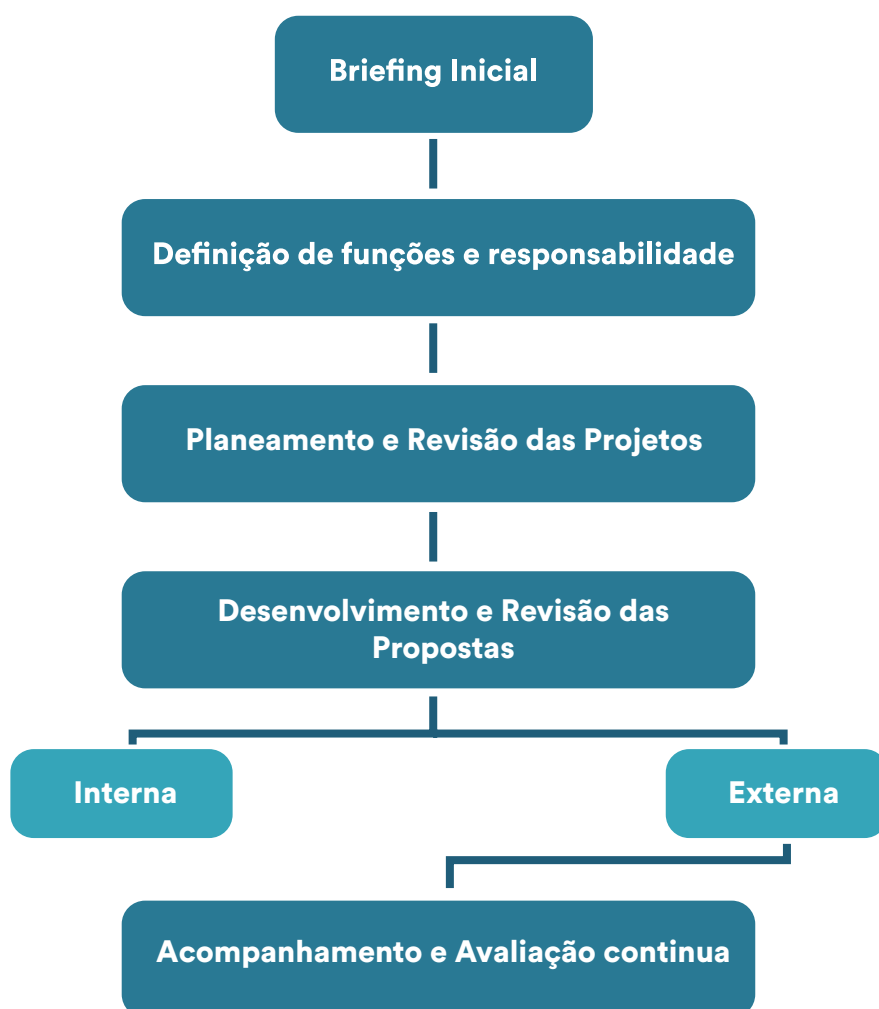 Briefing Inicial
Definição de funções e responsabilidade
Planeamento e Revisão das Projetos
Desenvolvimento e Revisão das
Propostas
Interna
Externa
Acompanhamento e Avaliação continua